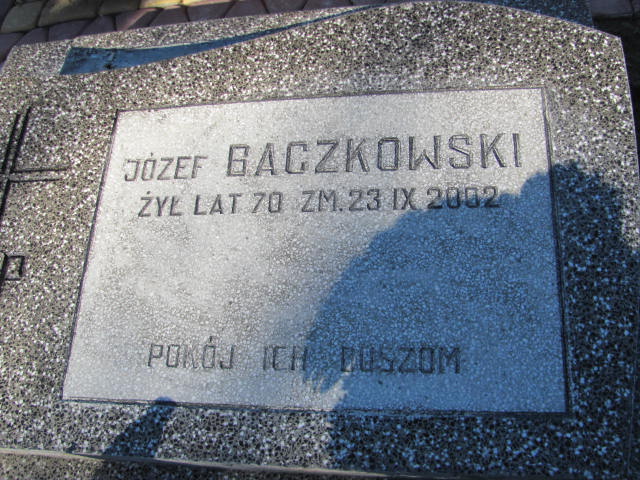 JÓZEF BACZKOWSKI
ŻYŁ LAT 70 ZM. 23 IX 2002
POKÓJ ICH DUSZOM